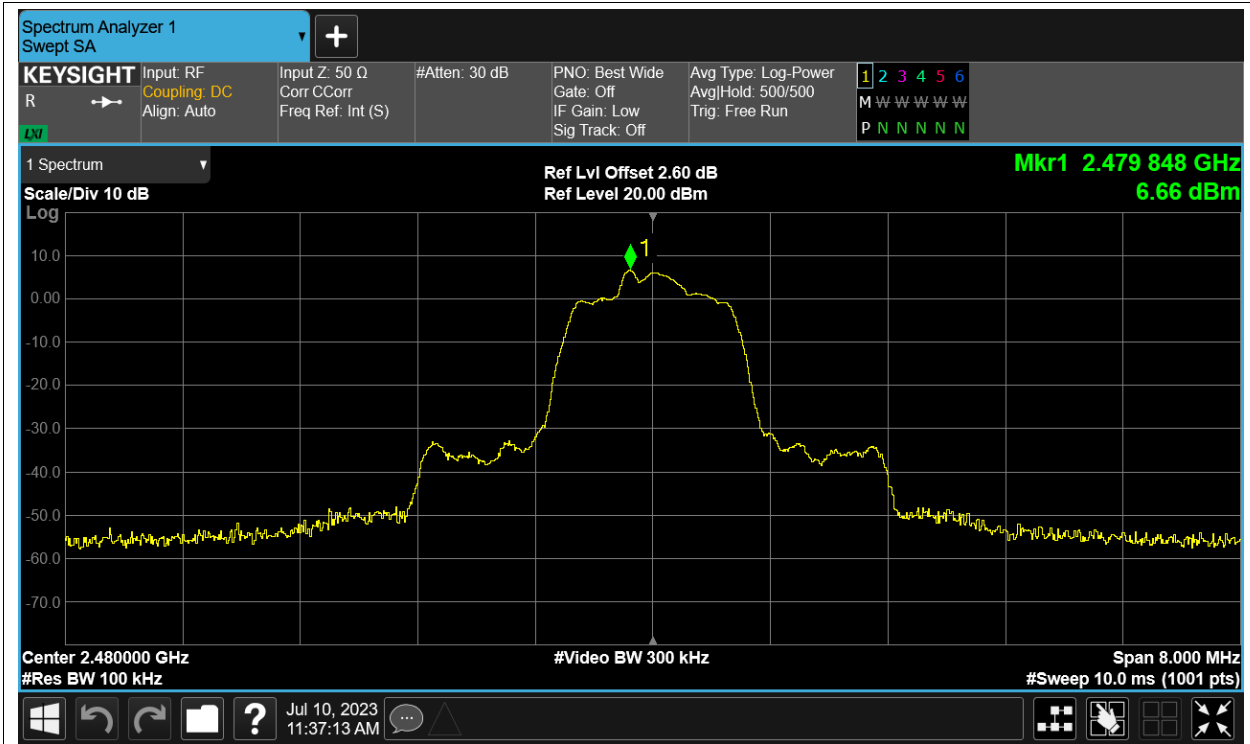 Spectrum Analyzer 1
Swept SA
+
KEYSIGHT
R
LXI
Input: RF
Coupling: DC
Align: Auto
Input Z: 50 Ω
Corr CCorr
Freq Ref: Int (S)
#Atten: 30 dB
PNO: Best Wide
Gate: Off
IF Gain: Low
Sig Track: Off
Avg Type: Log-Power
Avg|Hold: 500/500
Trig: Free Run
1 2 3 4 5 6
M W W W W W
P N N N N N
1 Spectrum
Scale/Div 10 dB
Ref Lvl Offset 2.60 dB
Ref Level 20.00 dBm
Mkr1 2.479 848 GHz
6.66 dBm
Log
1
10.0
0.00
-10.0
-20.0
-30.0
-40.0
-50.0
-60.0
-70.0
Center 2.480000 GHz
#Video BW 300 kHz
Span 8.000 MHz
#Res BW 100 kHz
#Sweep 10.0 ms (1001 pts)
?
Jul 10, 2023
11:37:13 AM